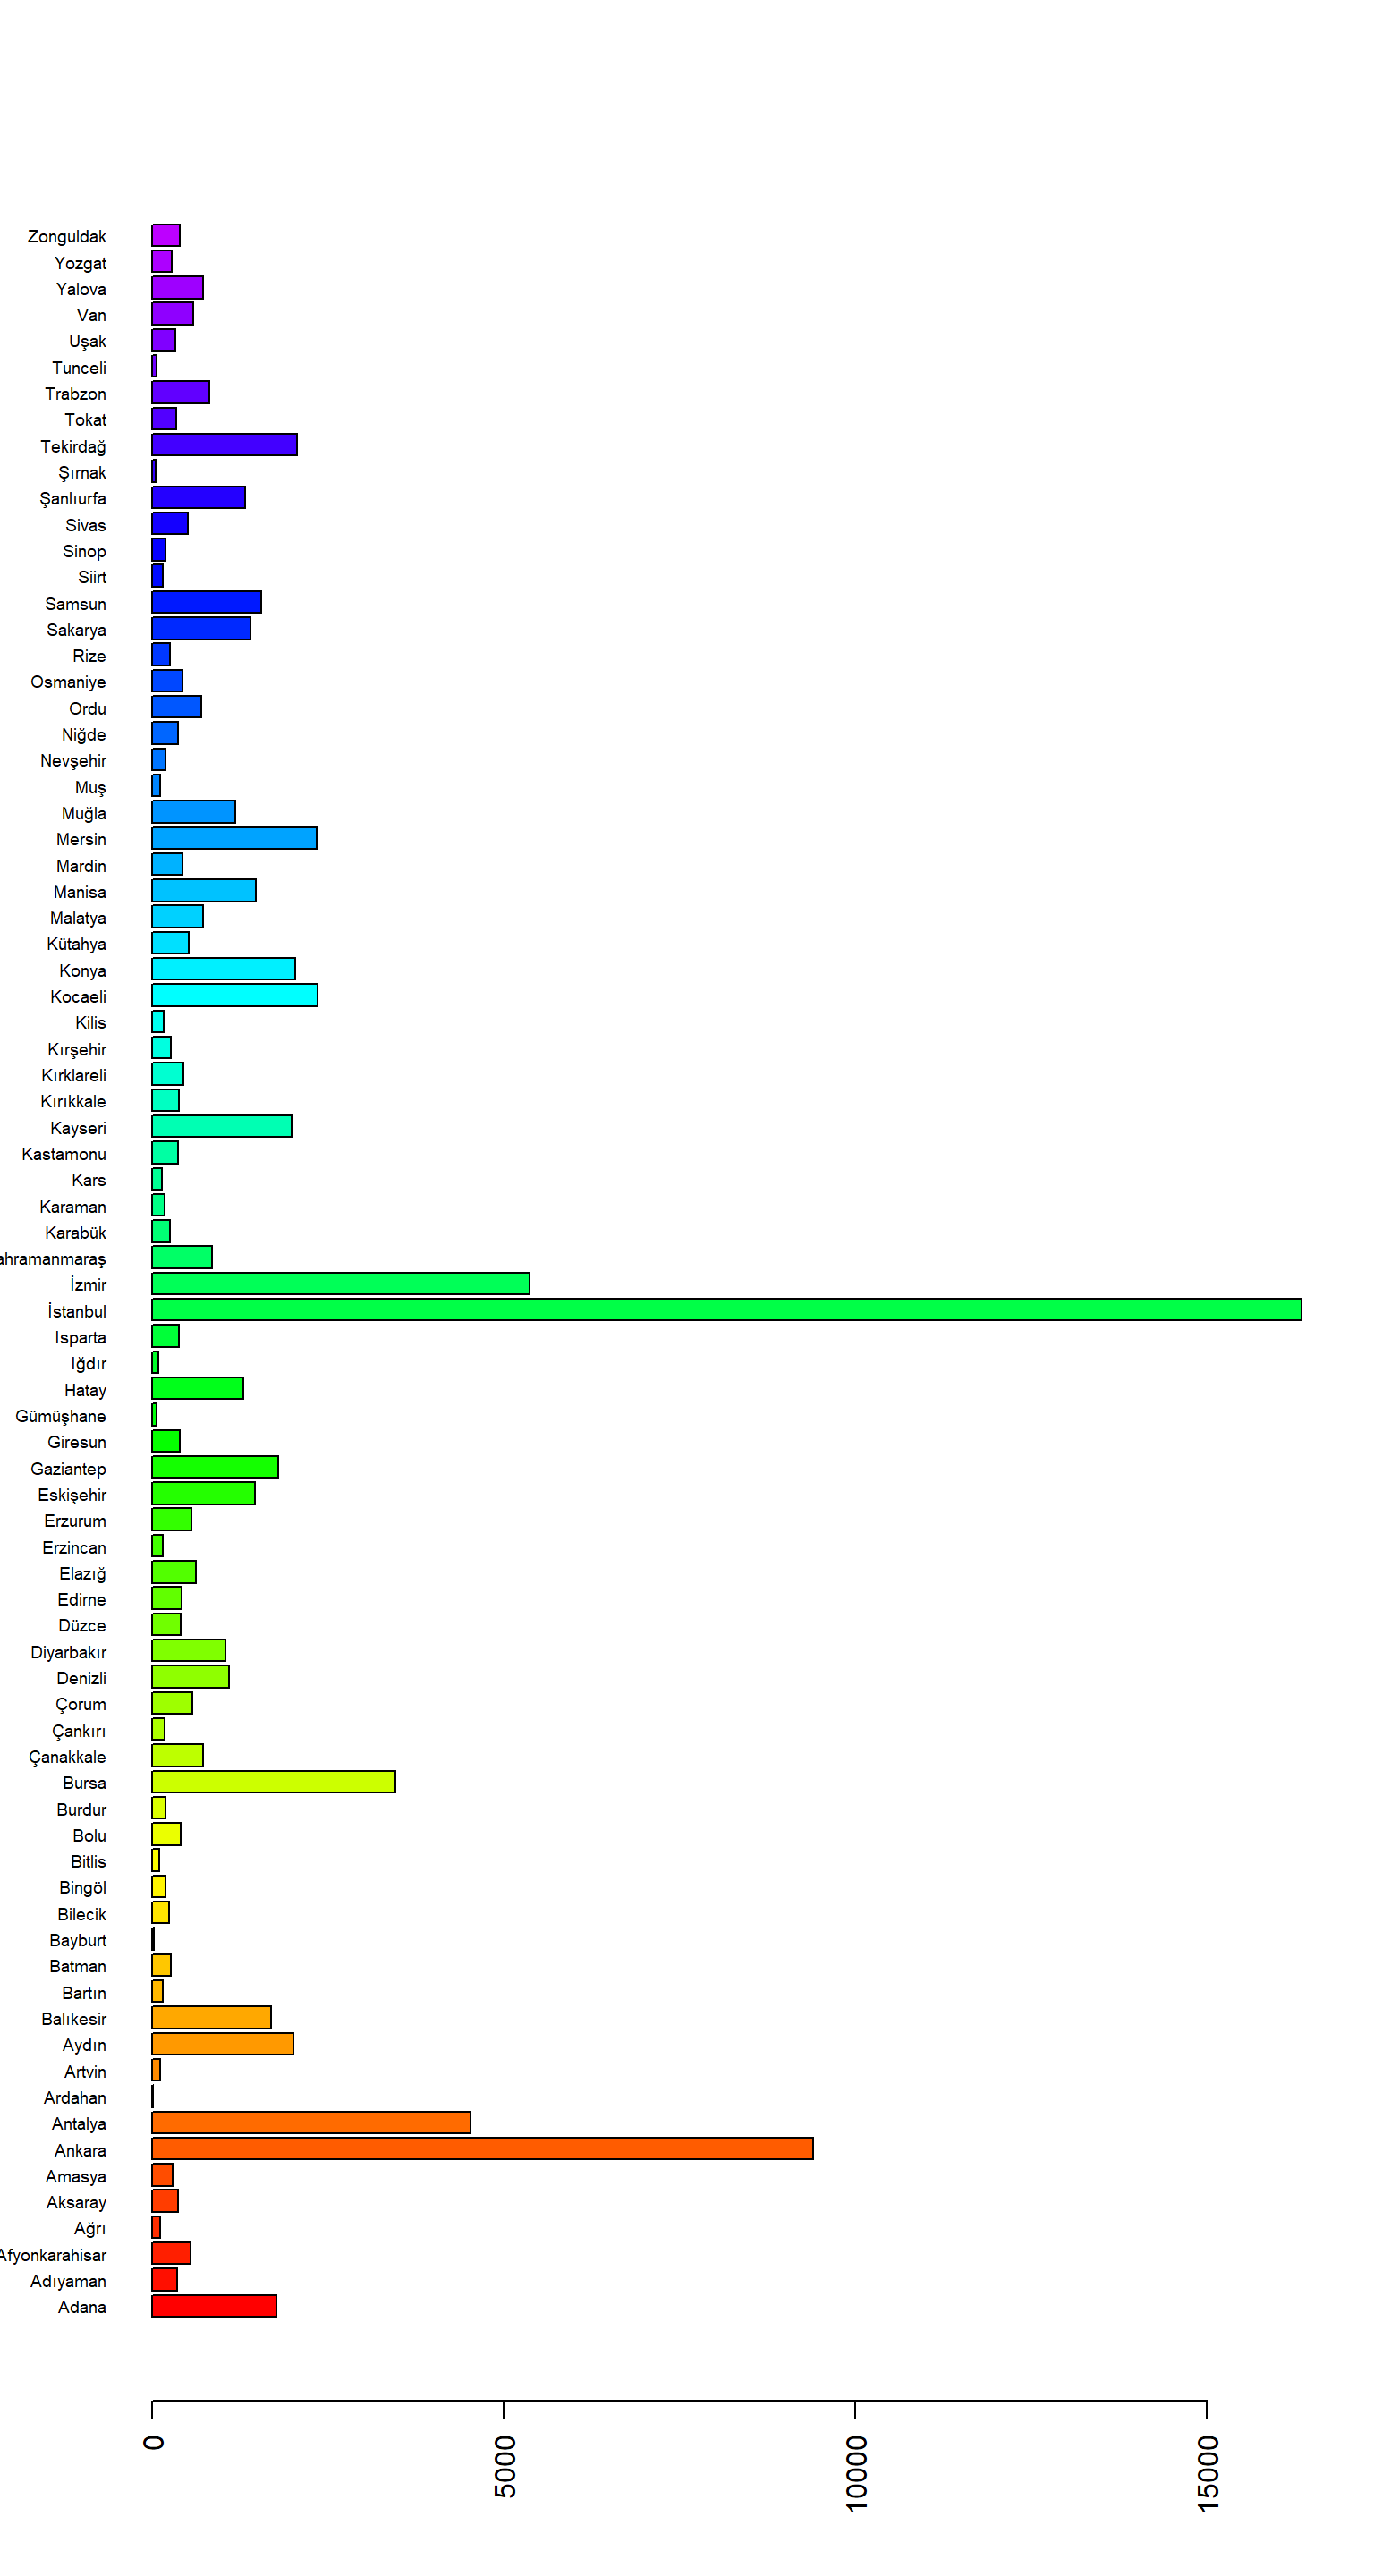 Zonguldak
Yozgat
Yalova
Van
Uşak
Tunceli
Trabzon
Tokat
Tekirdağ
Şırnak
Şanlıurfa
Sivas
Sinop
Siirt
Samsun
Sakarya
Rize
Osmaniye
Ordu
Niğde
Nevşehir
Muş
Muğla
Mersin
Mardin
Manisa
Malatya
Kütahya
Konya
Kocaeli
Kilis
Kırşehir
Kırklareli
Kırıkkale
Kayseri
Kastamonu
Kars
Karaman
Karabük
ahramanmaraş
İzmir
İstanbul
Isparta
Iğdır
Hatay
Gümüşhane
Giresun
Gaziantep
Eskişehir
Erzurum
Erzincan
Elazığ
Edirne
Düzce
Diyarbakır
Denizli
Çorum
Çankırı
Çanakkale
Bursa
Burdur
Bolu
Bitlis
Bingöl
Bilecik
Bayburt
Batman
Bartın
Balıkesir
Aydın
Artvin
Ardahan
Antalya
Ankara
Amasya
Aksaray
Ağrı
Afyonkarahisar
Adıyaman
Adana
0
5000
10000
15000